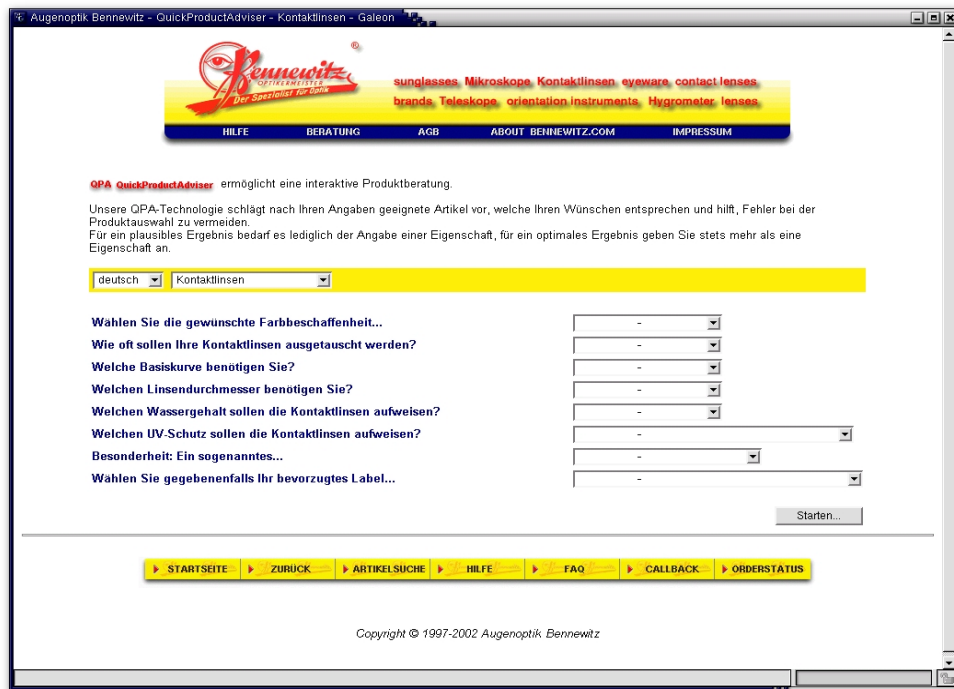 Augenoptik Bennewitz - QuickProductAdviser - Kontaktlinsen - Galeon
®
Bennewitz
OPTIKERMEISTER
Der Spezialist für Optik
sunglasses Mikroskope Kontaktlinsen eyeware contact lenses
brands Teleskope orientation instruments Hygrometer lenses
HILFE BERATUNG AGB ABOUT BENNEWITZ.COM IMPRESSUM
QPA QuickProductAdviser ermöglicht eine interaktive Produktberatung.
Unsere QPA-Technologie schlägt nach Ihren Angaben geeignete Artikel vor, welche Ihren Wünschen entsprechen und hilft, Fehler bei der
Produktauswahl zu vermeiden.
Für ein plausibles Ergebnis bedarf es lediglich der Angabe einer Eigenschaft, für ein optimales Ergebnis geben Sie stets mehr als eine
Eigenschaft an.
deutsch Kontaktlinsen
Wählen Sie die gewünschte Farbbeschaffenheit... -
Wie oft sollen Ihre Kontaktlinsen ausgetauscht werden? -
Welche Basiskurve benötigen Sie? -
Welchen Linsendurchmesser benötigen Sie? -
Welchen Wassergehalt sollen die Kontaktlinsen aufweisen? -
Welchen UV-Schutz sollen die Kontaktlinsen aufweisen? -
Besonderheit: Ein sogenanntes... -
Wählen Sie gegebenenfalls Ihr bevorzugtes Label... -
Starten...
STARTSEITE ZURÜCK ARTIKELSUCHE HILFE FAQ CALLBACK ORDERSTATUS
Copyright © 1997-2002 Augenoptik Bennewitz